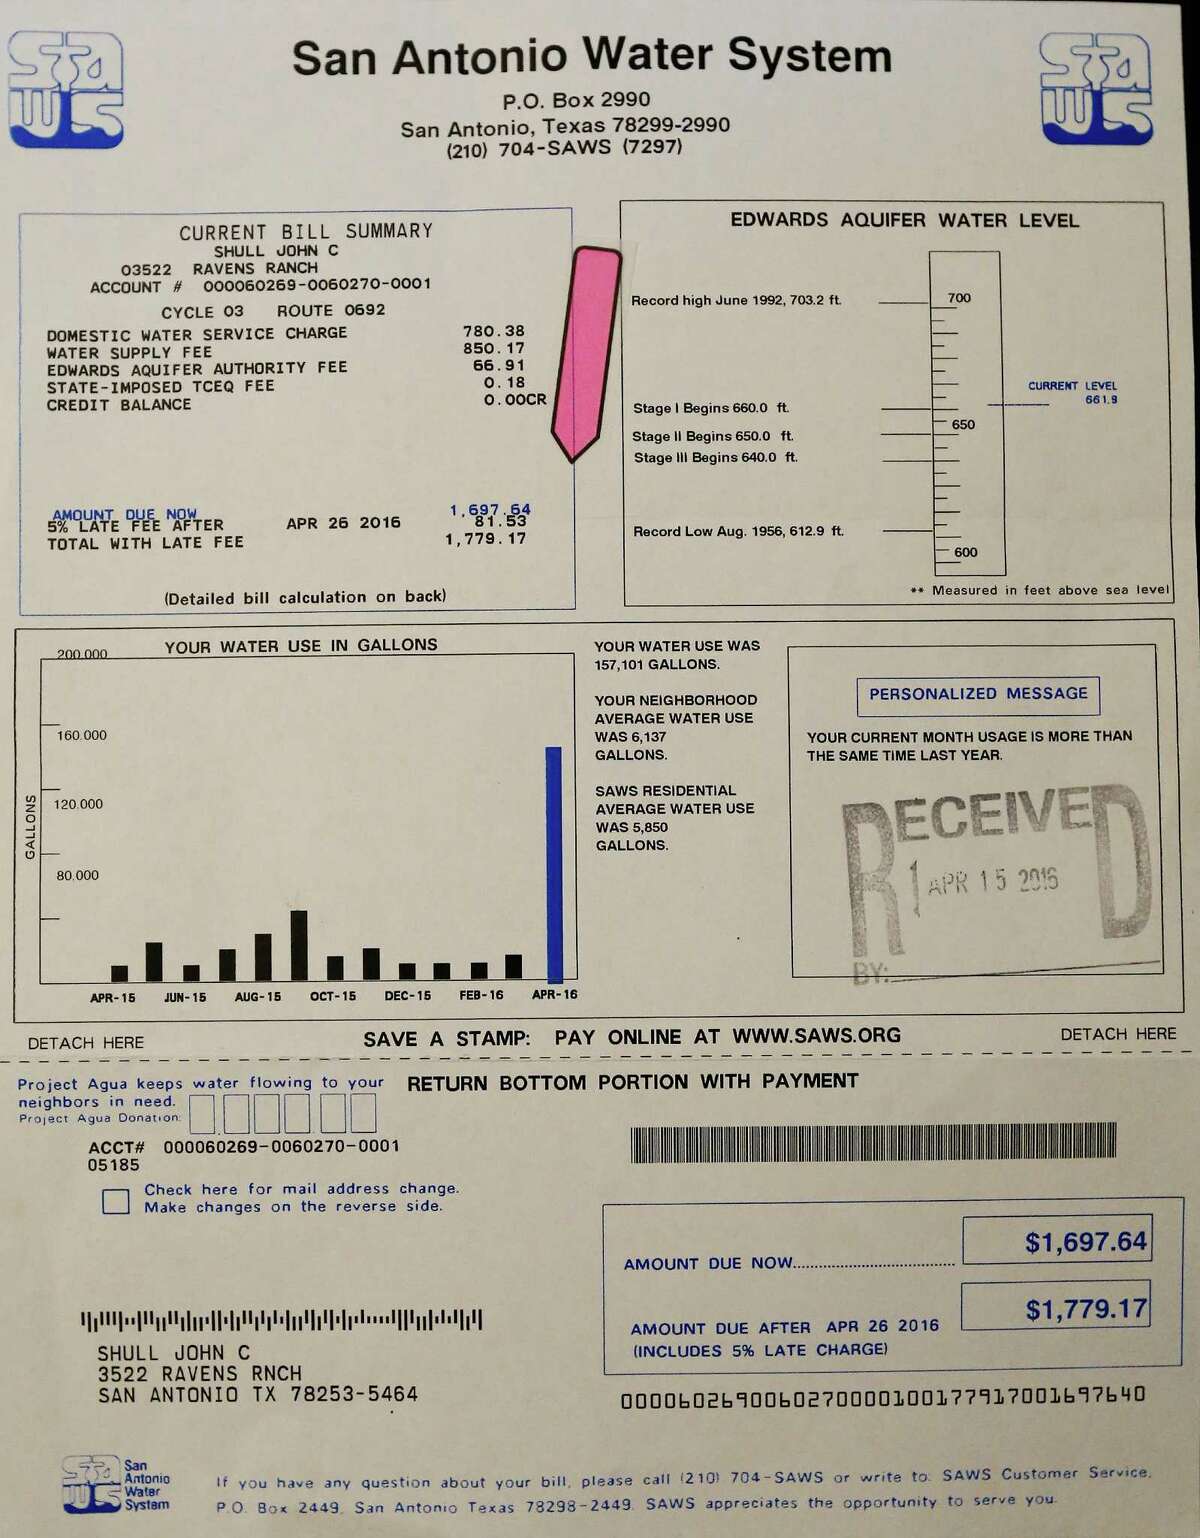 SAWS
San Antonio Water System
P.O. Box 2990
San Antonio, Texas 78299-2990
(210) 704-SAWS (7297)
SAWS
CURRENT BILL SUMMARY
SHULL JOHN C
03522 RAVENS RANCH
ACCOUNT # 000060269-0060270-0001
CYCLE 03 ROUTE 0692
DOMESTIC WATER SERVICE CHARGE 780.38
WATER SUPPLY FEE 850.17
EDWARDS AQUIFER AUTHORITY FEE 66.91
STATE-IMPOSED TCEQ FEE 0.18
CREDIT BALANCE 0.00CR
AMOUNT DUE NOW 1,697.64
5% LATE FEE AFTER APR 26 2016 81.53
TOTAL WITH LATE FEE 1,779.17
(Detailed bill calculation on back)
EDWARDS AQUIFER WATER LEVEL
Record high June 1992, 703.2 ft.
700
CURRENT LEVEL
661.9
Stage I Begins 660.0 ft.
650
Stage II Begins 650.0 ft.
Stage III Begins 640.0 ft.
Record Low Aug. 1956, 612.9 ft.
600
** Measured in feet above sea level
YOUR WATER USE IN GALLONS
200.000
160.000
120.000
80.000
GALLONS
APR-15 JUN-15 AUG-15 OCT-15 DEC-15 FEB-16 APR-16
YOUR WATER USE WAS
157,101 GALLONS.
YOUR NEIGHBORHOOD
AVERAGE WATER USE
WAS 6,137
GALLONS.
SAWS RESIDENTIAL
AVERAGE WATER USE
WAS 5,850
GALLONS.
PERSONALIZED MESSAGE
YOUR CURRENT MONTH USAGE IS MORE THAN
THE SAME TIME LAST YEAR.
RECEIVED
APR 15 2016
BY:
DETACH HERE
SAVE A STAMP: PAY ONLINE AT WWW.SAWS.ORG
DETACH HERE
Project Agua keeps water flowing to your
neighbors in need.
Project Agua Donation:
RETURN BOTTOM PORTION WITH PAYMENT
ACCT# 000060269-0060270-0001
05185
Check here for mail address change.
Make changes on the reverse side.
AMOUNT DUE NOW.................................... $1,697.64
AMOUNT DUE AFTER APR 26 2016 $1,779.17
(INCLUDES 5% LATE CHARGE)
SHULL JOHN C
3522 RAVENS RNCH
SAN ANTONIO TX 78253-5464
0000602690060270000100177917001697640
SAWS
San
Antonio
Water
System
If you have any question about your bill, please call (210) 704-SAWS or write to: SAWS Customer Service,
P.O. Box 2449, San Antonio Texas 78298-2449. SAWS appreciates the opportunity to serve you.